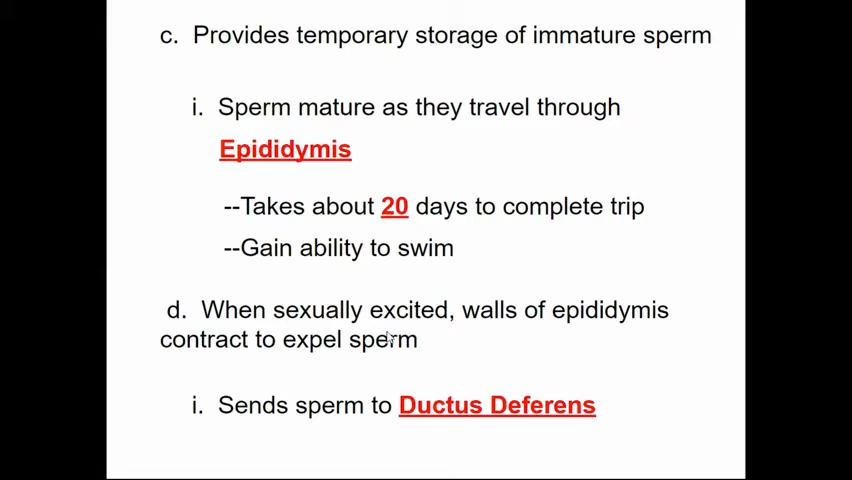 c. Provides temporary storage of immature sperm
i. Sperm mature as they travel through
Epididymis
--Takes about 20 days to complete trip
--Gain ability to swim
d. When sexually excited, walls of epididymis
contract to expel sperm
i. Sends sperm to Ductus Deferens